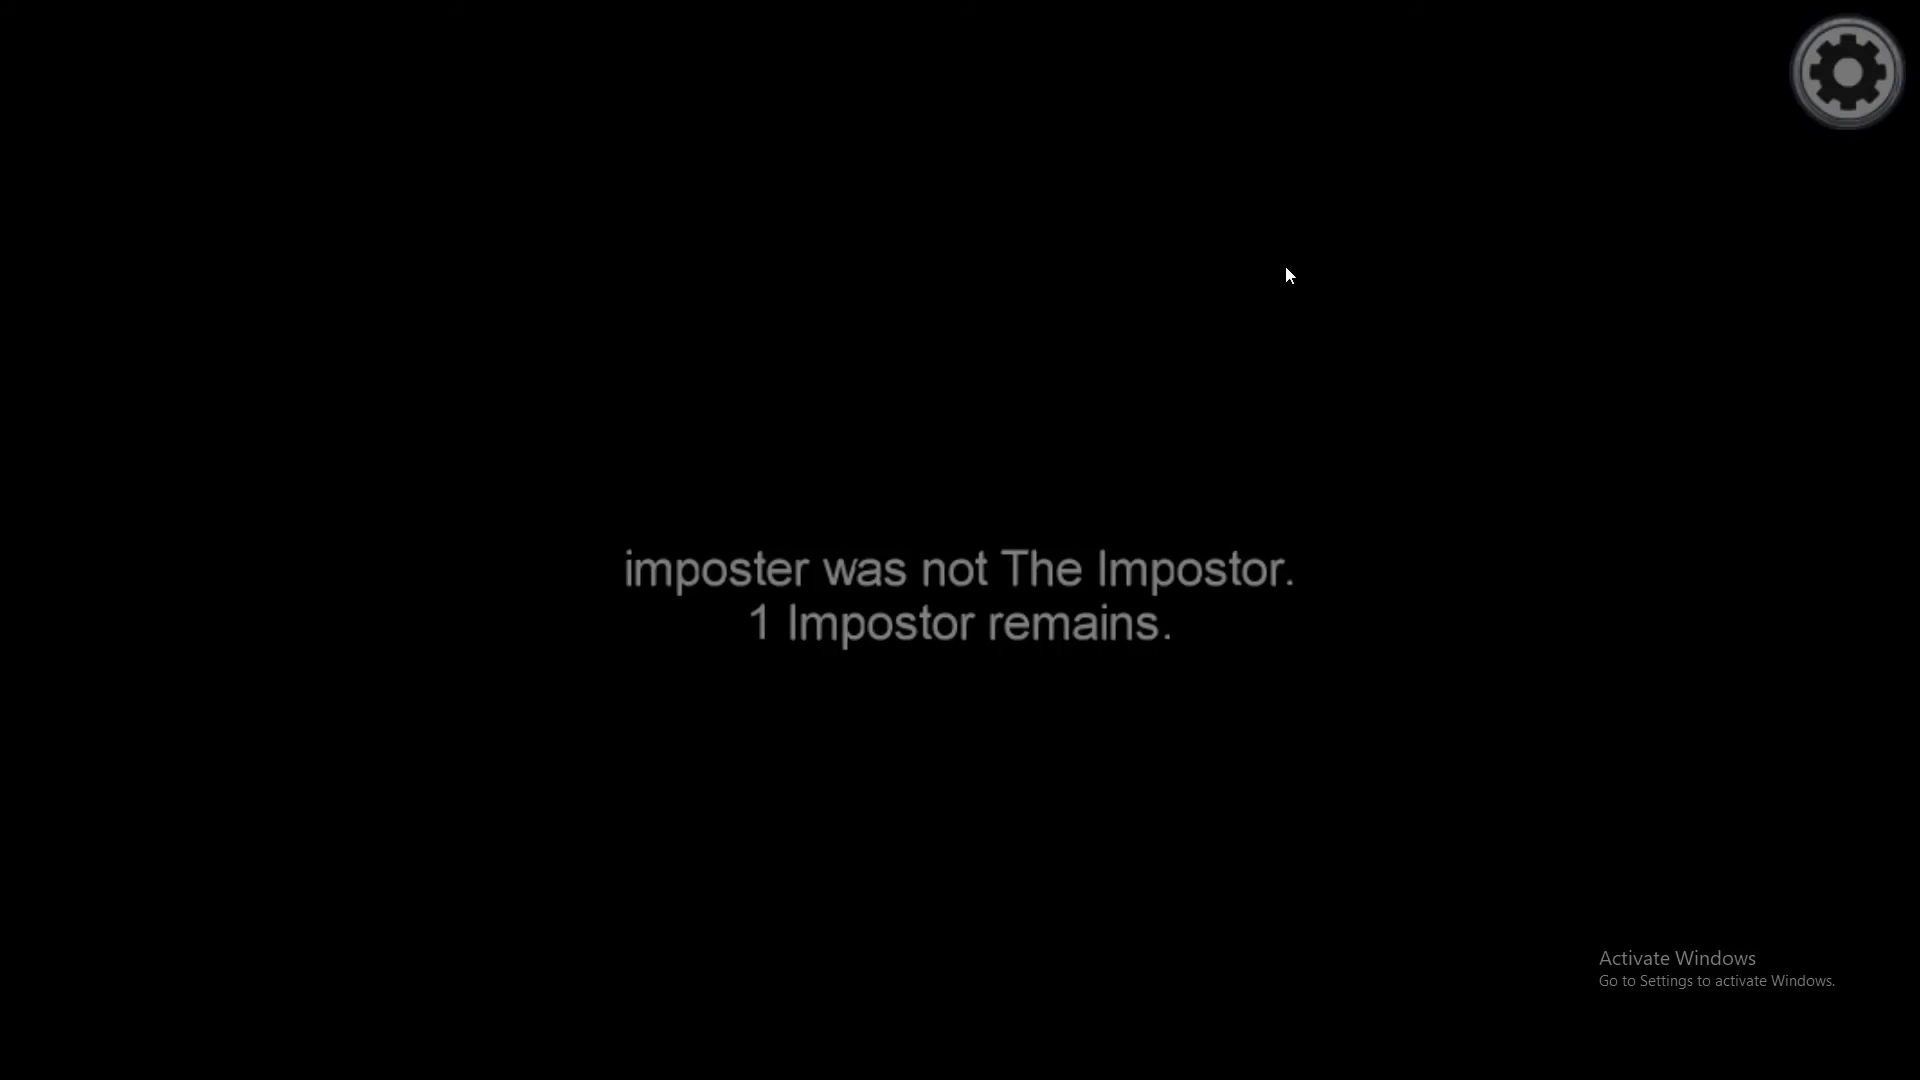 imposter was not The Impostor.
1 Impostor remains.
Activate Windows
Go to Settings to activate Windows.